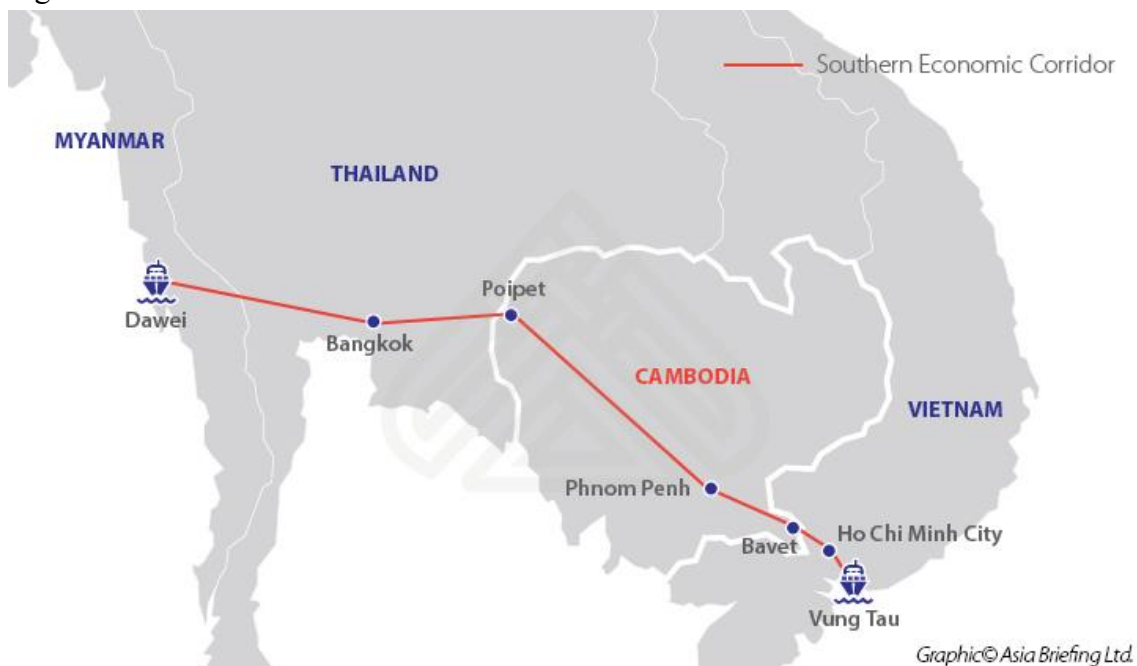 Southern Economic Corridor
MYANMAR
THAILAND
Dawei
Bangkok
Poipet
CAMBODIA
VIETNAM
Phnom Penh
Bavet
Ho Chi Minh City
Vung Tau
Graphic© Asia Briefing Ltd.